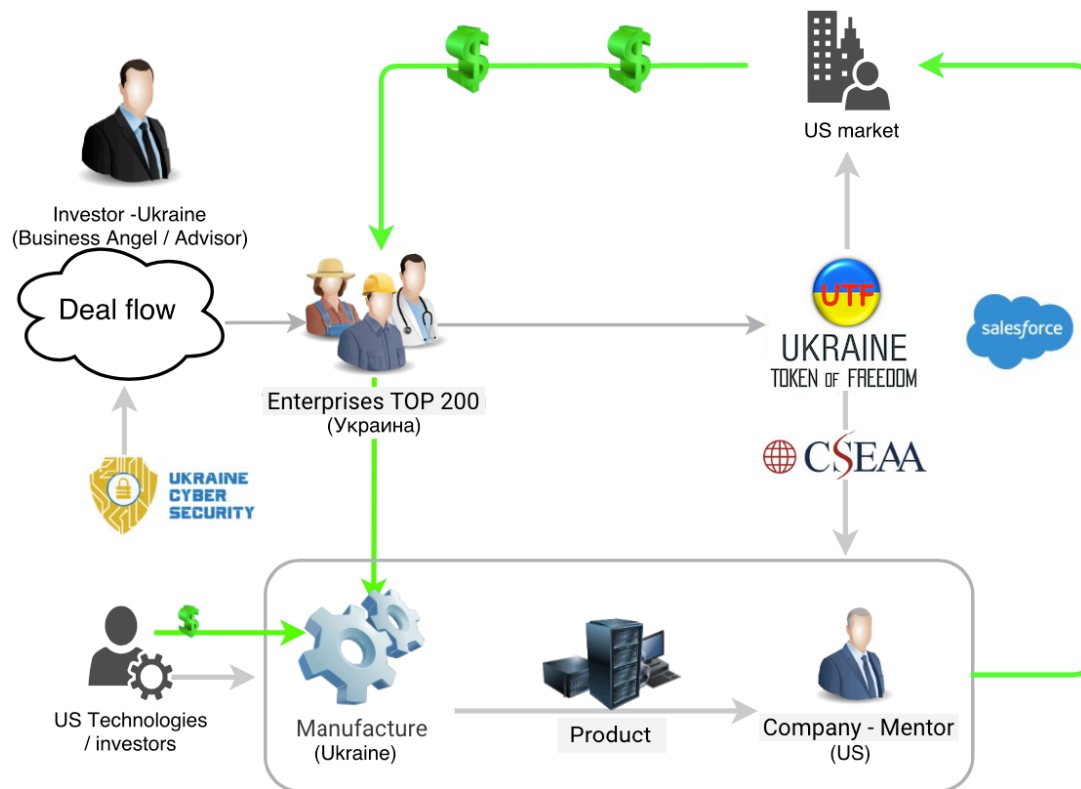 $ $
US market
Investor -Ukraine
(Business Angel / Advisor)
Deal flow
UTF
UKRAINE
TOKEN OF FREEDOM
salesforce
Enterprises TOP 200
(Украина)
CSEAA
UKRAINE
CYBER
SECURITY
$
US Technologies
/ investors
Manufacture
(Ukraine)
Product
Company - Mentor
(US)